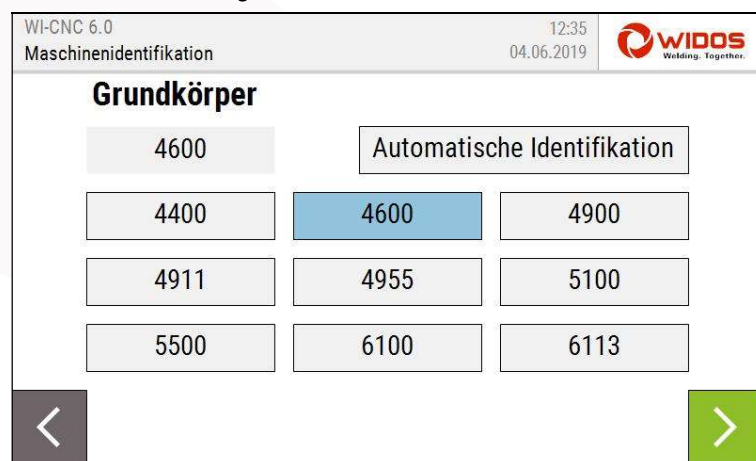 WI-CNC 6.0
12:35
Maschinenidentifikation
04.06.2019
WIDOS
Welding. Together.
Grundkörper
4600
Automatische Identifikation
4400
4600
4900
4911
4955
5100
5500
6100
6113